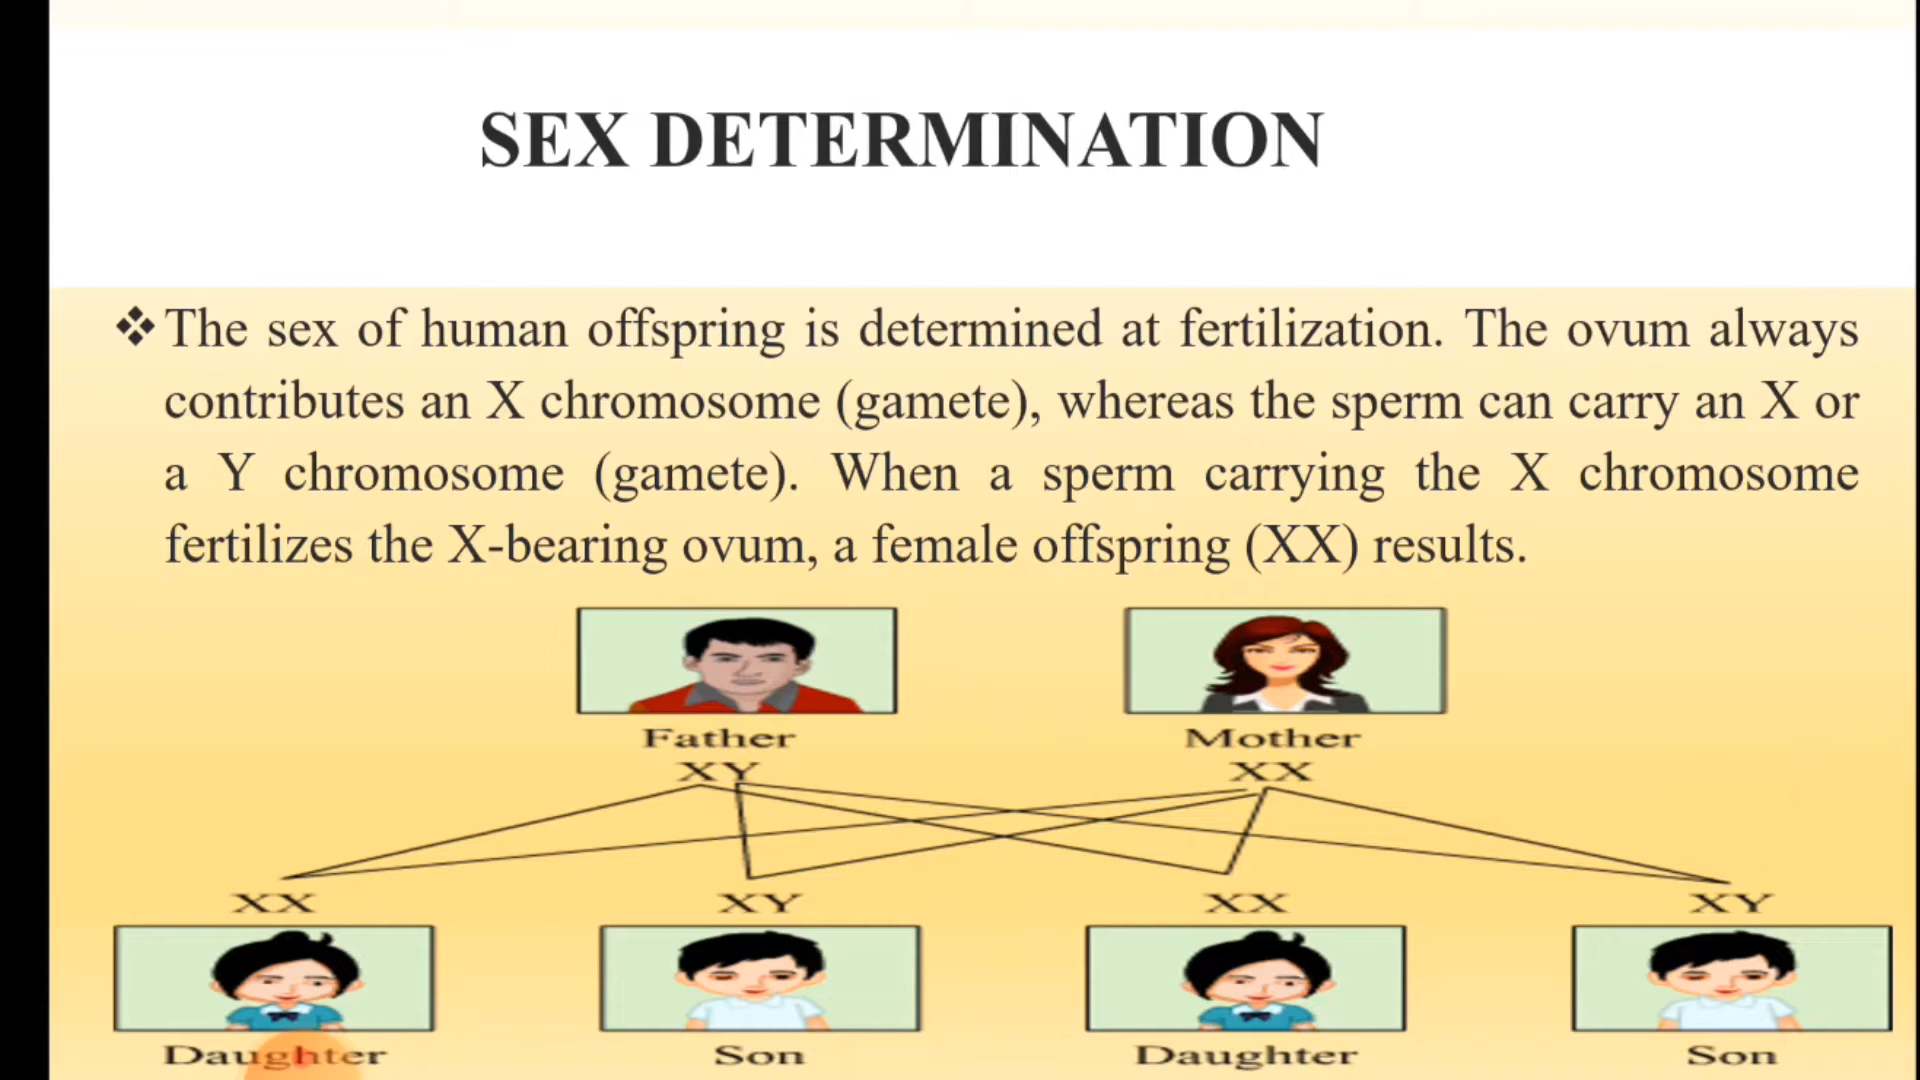 SEX DETERMINATION
❖ The sex of human offspring is determined at fertilization. The ovum always
contributes an X chromosome (gamete), whereas the sperm can carry an X or
a Y chromosome (gamete). When a sperm carrying the X chromosome
fertilizes the X-bearing ovum, a female offspring (XX) results.
Father Mother
XY XX
XX XY XX XY
Daughter Son Daughter Son